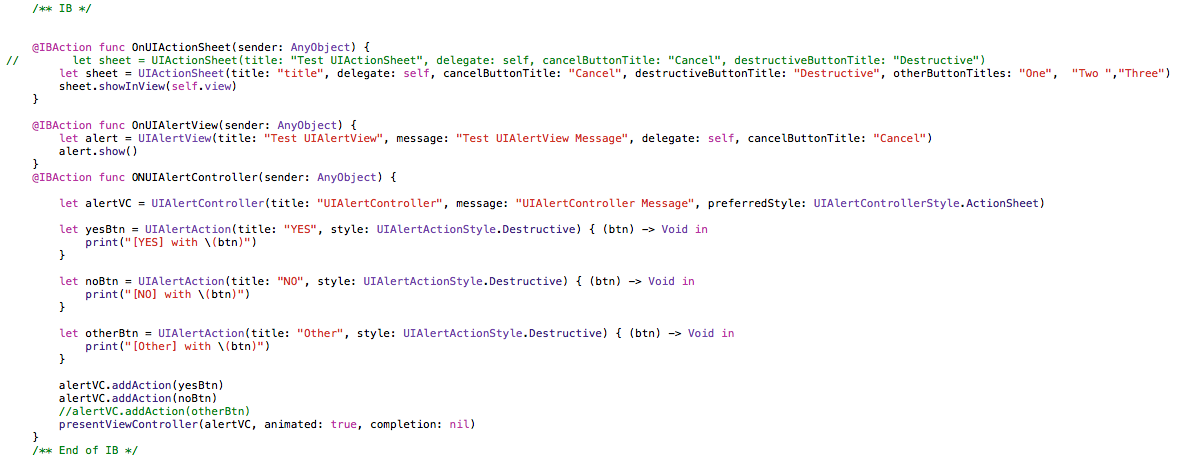 /** IB */
@IBAction func OnUIActionSheet(sender: AnyObject) {
//        let sheet = UIActionSheet(title: "Test UIActionSheet", delegate: self, cancelButtonTitle: "Cancel", destructiveButtonTitle: "Destructive")
let sheet = UIActionSheet(title: "title", delegate: self, cancelButtonTitle: "Cancel", destructiveButtonTitle: "Destructive", otherButtonTitles: "One",  "Two ","Three")
sheet.showInView(self.view)
}
@IBAction func OnUIAlertView(sender: AnyObject) {
let alert = UIAlertView(title: "Test UIAlertView", message: "Test UIAlertView Message", delegate: self, cancelButtonTitle: "Cancel")
alert.show()
}
@IBAction func ONUIAlertController(sender: AnyObject) {
let alertVC = UIAlertController(title: "UIAlertController", message: "UIAlertController Message", preferredStyle: UIAlertControllerStyle.ActionSheet)
let yesBtn = UIAlertAction(title: "YES", style: UIAlertActionStyle.Destructive) { (btn) -> Void in
print("[YES] with \(btn)")
}
let noBtn = UIAlertAction(title: "NO", style: UIAlertActionStyle.Destructive) { (btn) -> Void in
print("[NO] with \(btn)")
}
let otherBtn = UIAlertAction(title: "Other", style: UIAlertActionStyle.Destructive) { (btn) -> Void in
print("[Other] with \(btn)")
}
alertVC.addAction(yesBtn)
alertVC.addAction(noBtn)
//alertVC.addAction(otherBtn)
presentViewController(alertVC, animated: true, completion: nil)
}
/** End of IB */